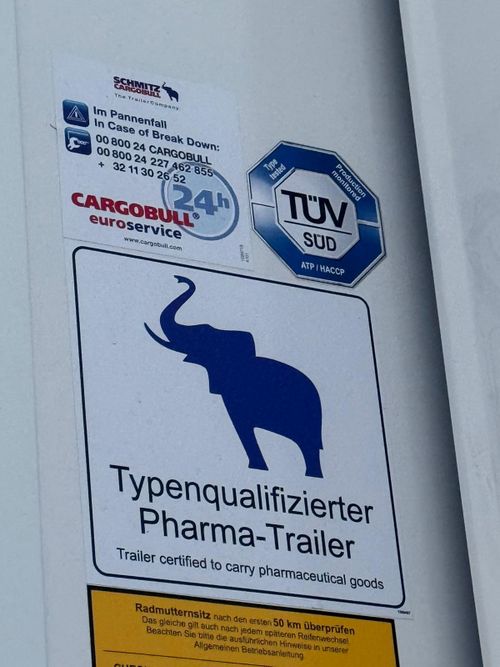 SCHMITZ
CARGOBULL
The Trailer Company
Im Pannenfall
In Case of Break Down:
00 800 24 CARGOBULL
00 800 24 227 462 855
+ 32 11 30 26 52
24h
CARGOBULL®
euroservice
www.cargobull.com
Type tested
Production monitored
TÜV
SÜD
ATP / HACCP
Typenqualifizierter
Pharma-Trailer
Trailer certified to carry pharmaceutical goods
Radmutternsitz nach den ersten 50 km überprüfen
Das gleiche gilt auch nach jedem späteren Reifenwechsel.
Beachten Sie bitte die ausführlichen Hinweise in unserer
Allgemeinen Betriebsanleitung.